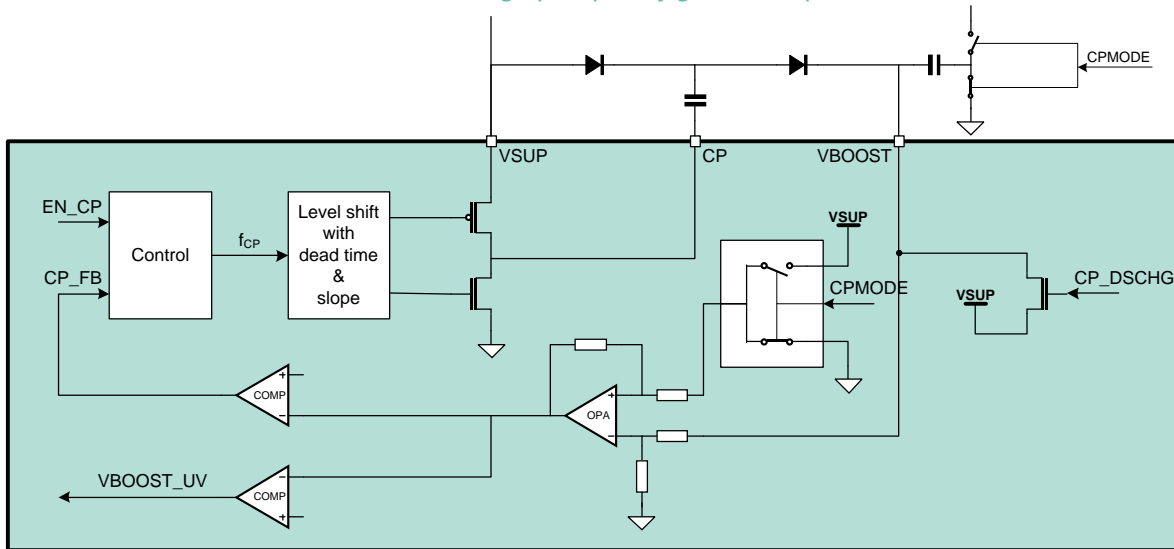 CPMODE
VSUP
CP
VBOOST
EN_CP
CP_FB
Control
fCP
Level shift
with
dead time
&
slope
VSUP
CPMODE
VSUP
CP_DSCHG
+
COMP
−
+
OPA
−
VBOOST_UV
−
COMP
+